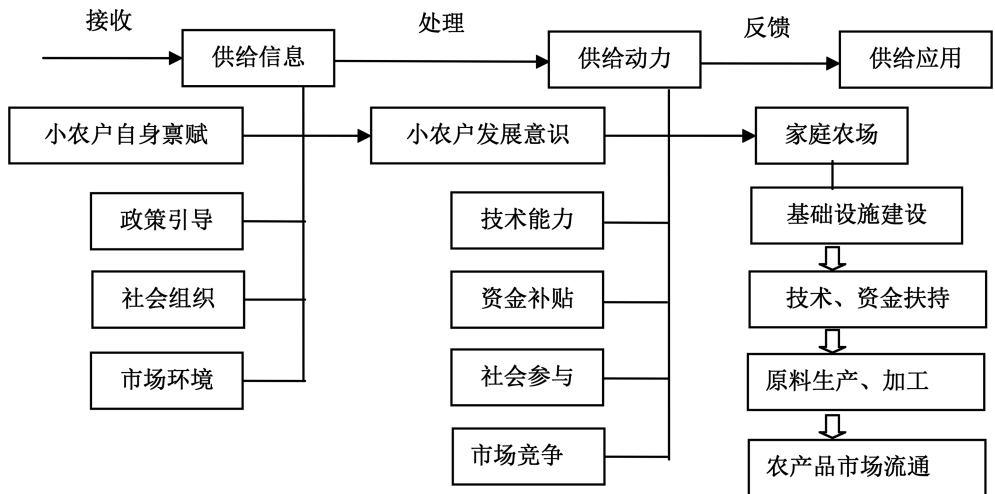 接收
处理
反馈
供给信息
供给动力
供给应用
小农户自身禀赋
小农户发展意识
家庭农场
政策引导
技术能力
基础设施建设
社会组织
资金补贴
技术、资金扶持
市场环境
社会参与
原料生产、加工
市场竞争
农产品市场流通